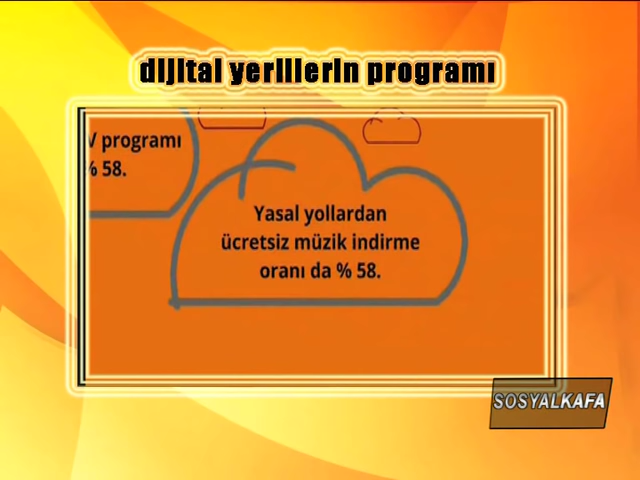 dijital yerlilerin programı
V programı
% 58.
Yasal yollardan
ücretsiz müzik indirme
oranı da % 58.
SOSYALKAFA